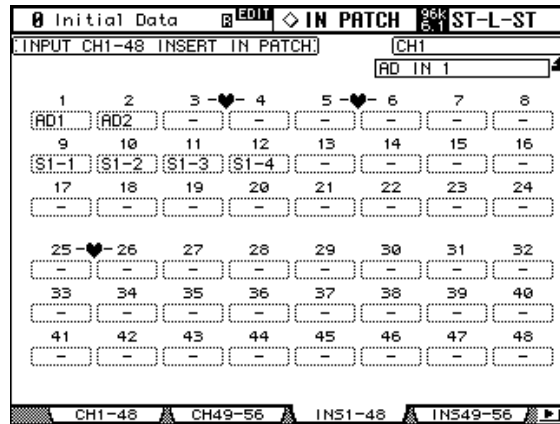 0 Initial Data R EDIT ◇ IN PATCH 96k 6.1 ST-L-ST
INPUT CH1-48 INSERT IN PATCH CH1
AD IN 1
1 2 3 -♥- 4 5 -♥- 6 7 8
AD1 AD2 - - - - - -
9 10 11 12 13 14 15 16
S1-1 S1-2 S1-3 S1-4 - - - -
17 18 19 20 21 22 23 24
- - - - - - - -
25 -♥- 26 27 28 29 30 31 32
- - - - - - - -
33 34 35 36 37 38 39 40
- - - - - - - -
41 42 43 44 45 46 47 48
- - - - - - - -
CH1-48 CH49-56 INS1-48 INS49-56